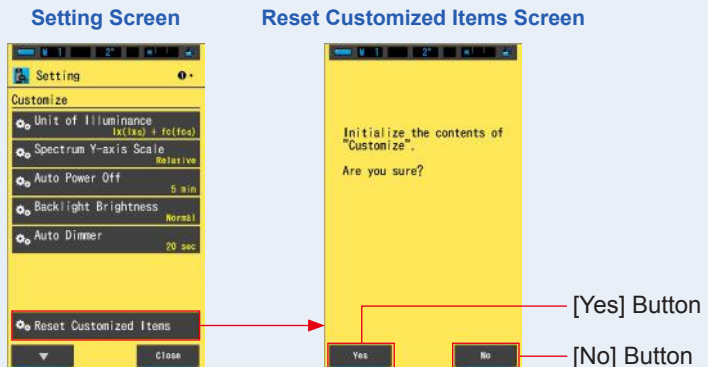 Setting Screen
Reset Customized Items Screen
Setting
Customize
Unit of Illuminance
lx(lxs) + fc(fcs)
Spectrum Y-axis Scale
Relative
Auto Power Off
5 min
Backlight Brightness
Normal
Auto Dimmer
20 sec
Reset Customized Items
▼
Close
Initialize the contents of
"Customize".
Are you sure?
Yes
No
[Yes] Button
[No] Button